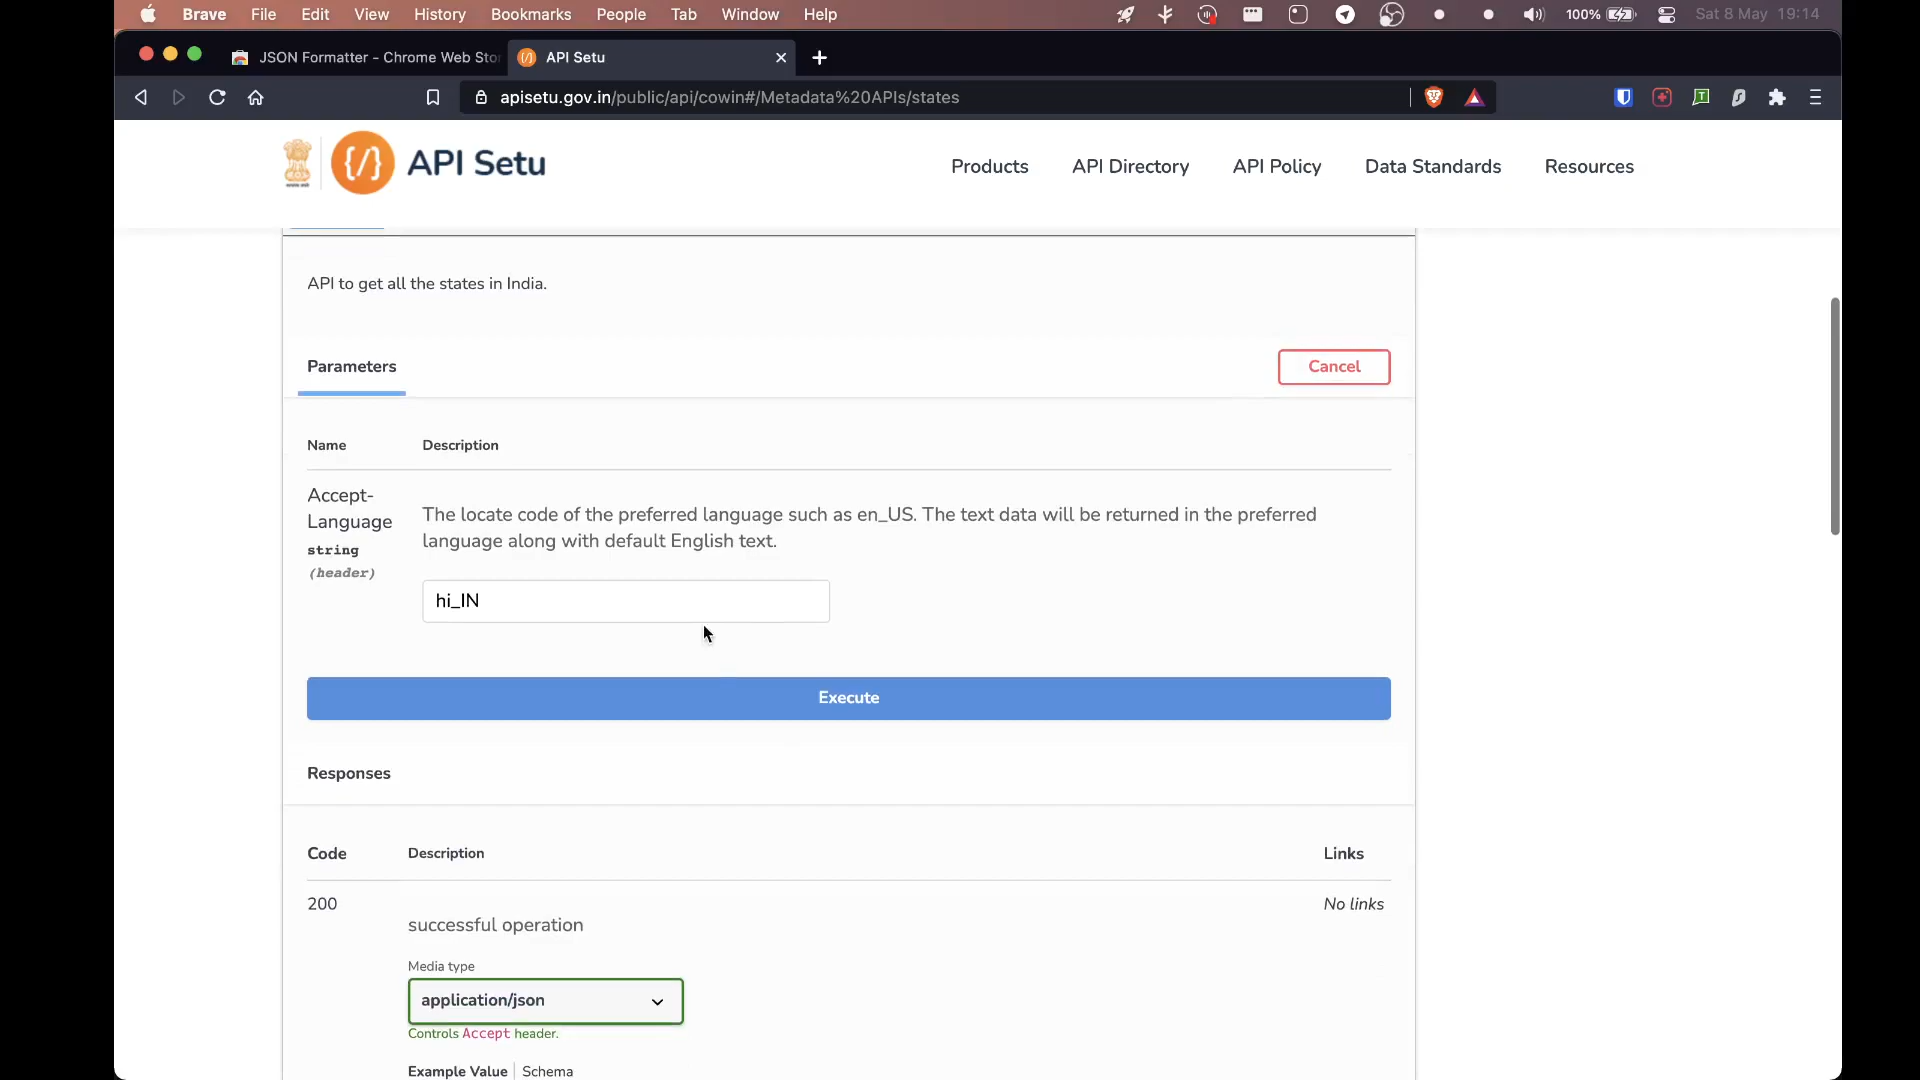 Brave File Edit View History Bookmarks People Tab Window Help 100% Sat 8 May 19:14
JSON Formatter - Chrome Web Sto
API Setu
apisetu.gov.in/public/api/cowin#/Metadata%20APIs/states
{/} API Setu
Products API Directory API Policy Data Standards Resources
API to get all the states in India.
Parameters
Cancel
Name Description
Accept-
Language
string
(header)
The locate code of the preferred language such as en_US. The text data will be returned in the preferred
language along with default English text.
hi_IN
Execute
Responses
Code Description Links
200
successful operation
No links
Media type
application/json
Controls Accept header.
Example Value Schema